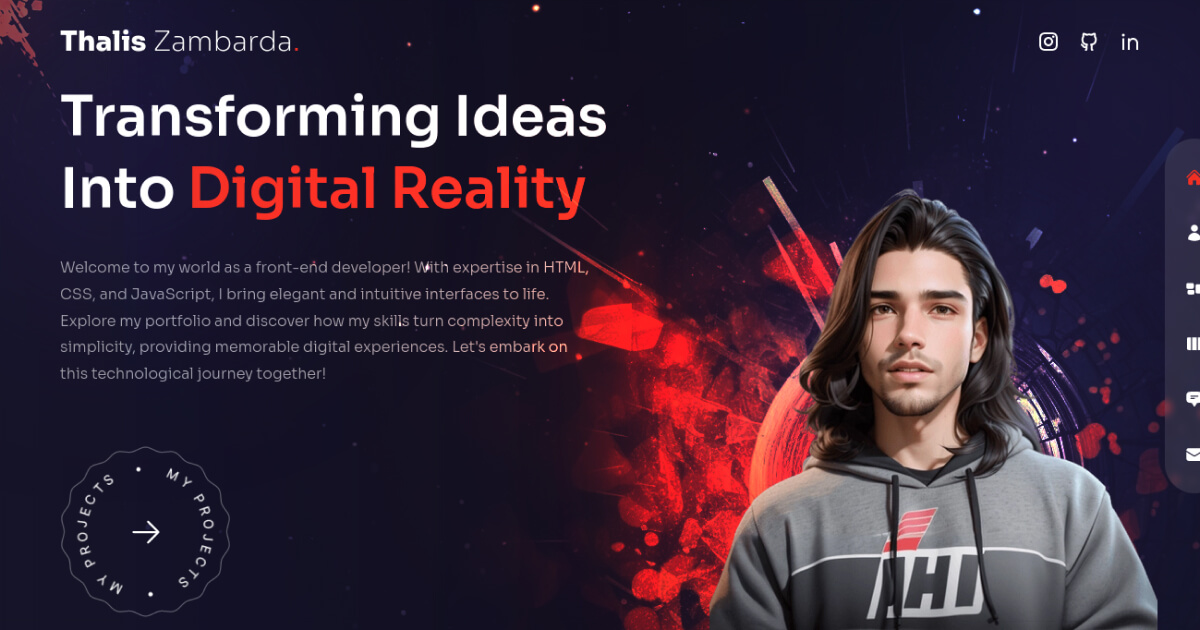 Thalis Zambarda.
Transforming Ideas
Into Digital Reality
Welcome to my world as a front-end developer! With expertise in HTML,
CSS, and JavaScript, I bring elegant and intuitive interfaces to life.
Explore my portfolio and discover how my skills turn complexity into
simplicity, providing memorable digital experiences. Let's embark on
this technological journey together!
MY PROJECTS • MY PROJECTS •
in